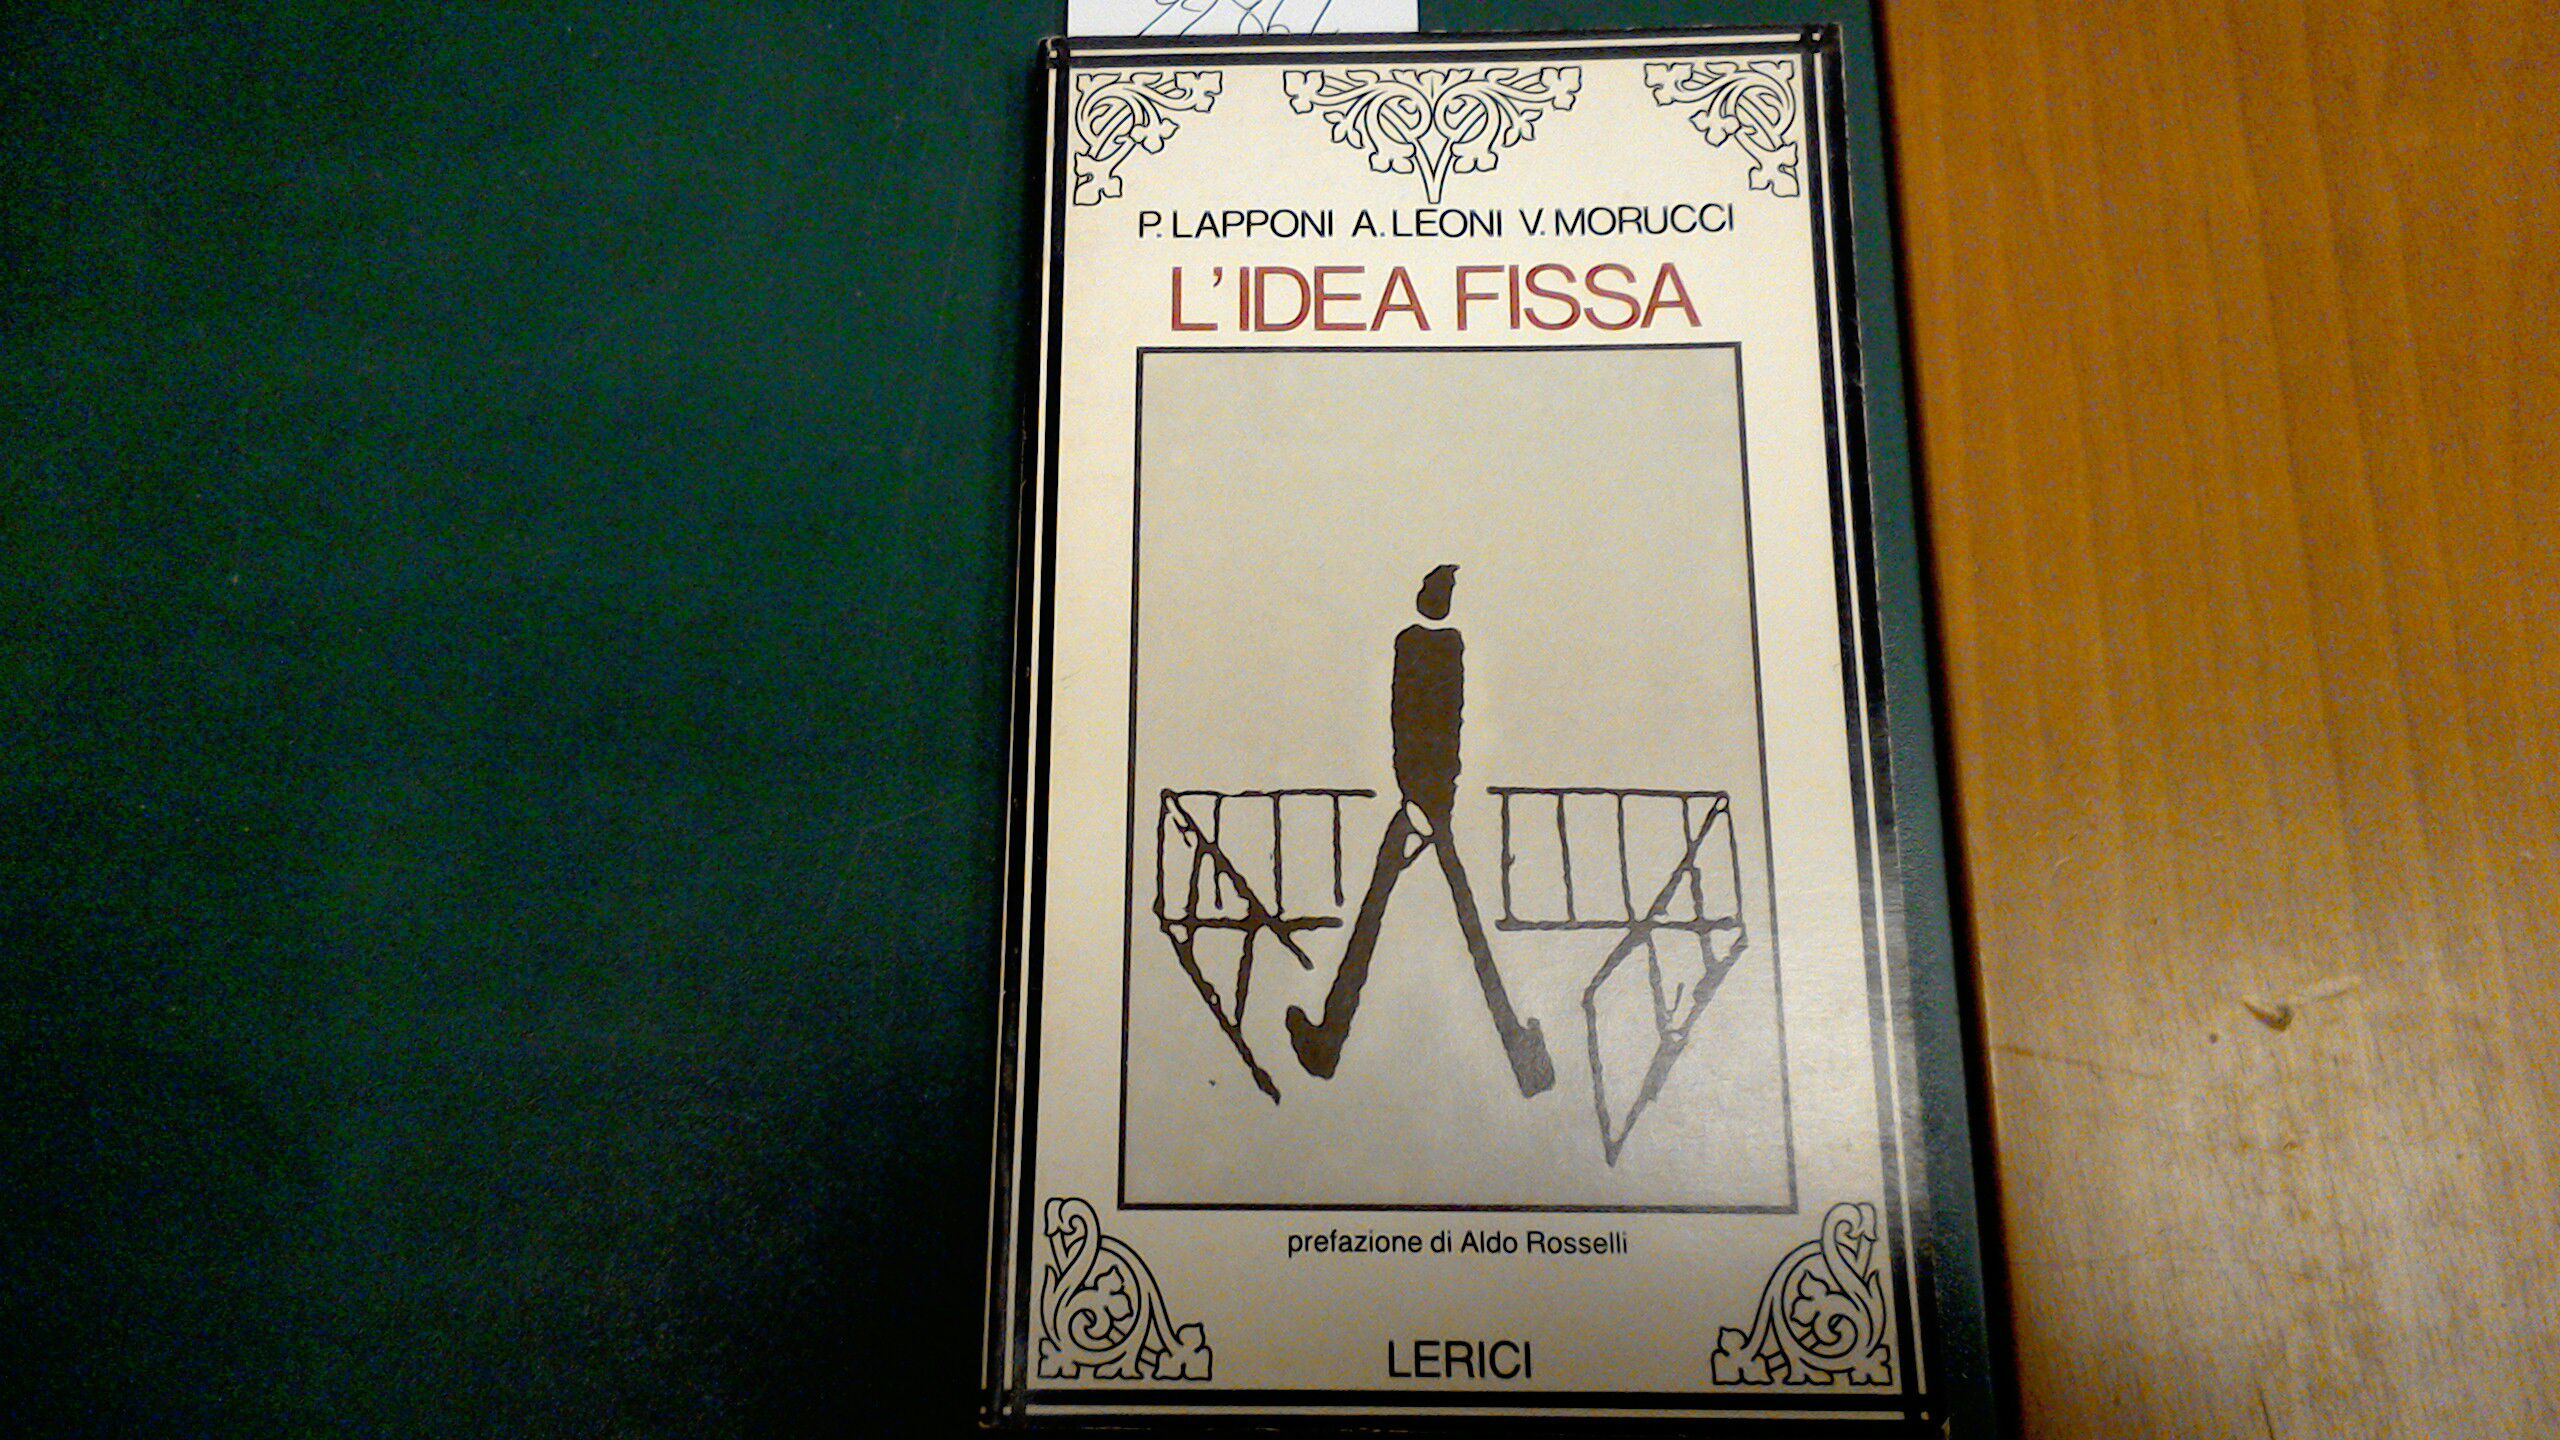 P. LAPPONI A. LEONI V. MORUCCI
L'IDEA FISSA
prefazione di Aldo Rosselli
LERICI